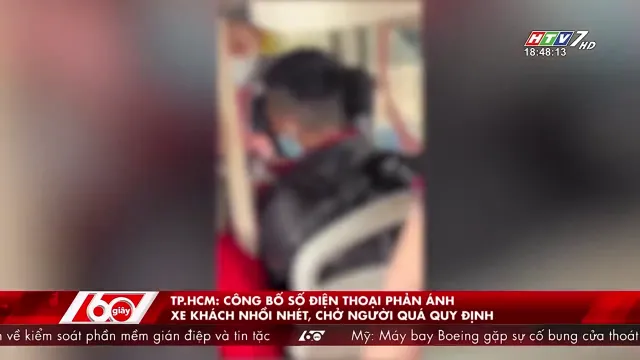 HTV7 HD
18:48:13
60 giây
TP.HCM: CÔNG BỐ SỐ ĐIỆN THOẠI PHẢN ÁNH
XE KHÁCH NHỒI NHÉT, CHỞ NGƯỜI QUÁ QUY ĐỊNH
n về kiểm soát phần mềm gián điệp và tin tặc Mỹ: Máy bay Boeing gặp sự cố bung cửa thoát